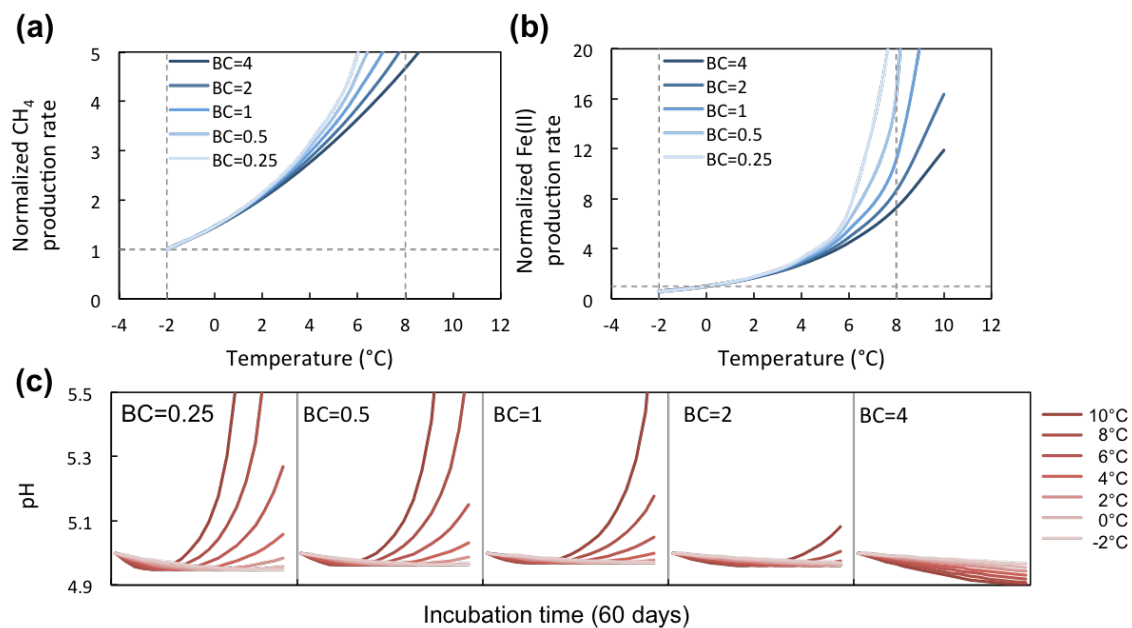 (a)
Normalized CH4
production rate
5
4
3
2
1
0
BC=4
BC=2
BC=1
BC=0.5
BC=0.25
-4 -2 0 2 4 6 8 10 12
Temperature (°C)
(b)
Normalized Fe(II)
production rate
20
16
12
8
4
0
BC=4
BC=2
BC=1
BC=0.5
BC=0.25
-4 -2 0 2 4 6 8 10 12
Temperature (°C)
(c)
pH
5.5
5.3
5.1
4.9
BC=0.25
BC=0.5
BC=1
BC=2
BC=4
10°C
8°C
6°C
4°C
2°C
0°C
-2°C
Incubation time (60 days)